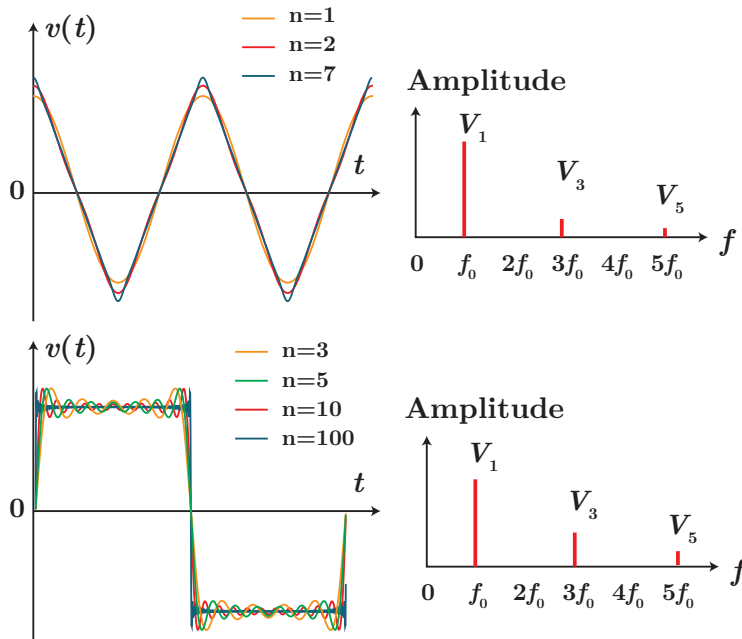 v(t)
n=1
n=2
n=7
t
0
Amplitude
V₁
V₃
V₅
0 f₀ 2f₀ 3f₀ 4f₀ 5f₀ f
v(t)
n=3
n=5
n=10
n=100
t
0
Amplitude
V₁
V₃
V₅
0 f₀ 2f₀ 3f₀ 4f₀ 5f₀ f